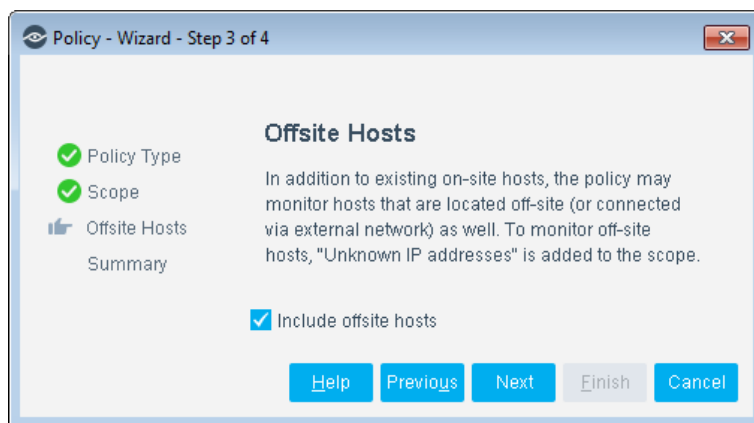 Policy - Wizard - Step 3 of 4
Policy Type
Scope
Offsite Hosts
Summary
Offsite Hosts
In addition to existing on-site hosts, the policy may
monitor hosts that are located off-site (or connected
via external network) as well. To monitor off-site
hosts, "Unknown IP addresses" is added to the scope.
Include offsite hosts
Help Previous Next Finish Cancel